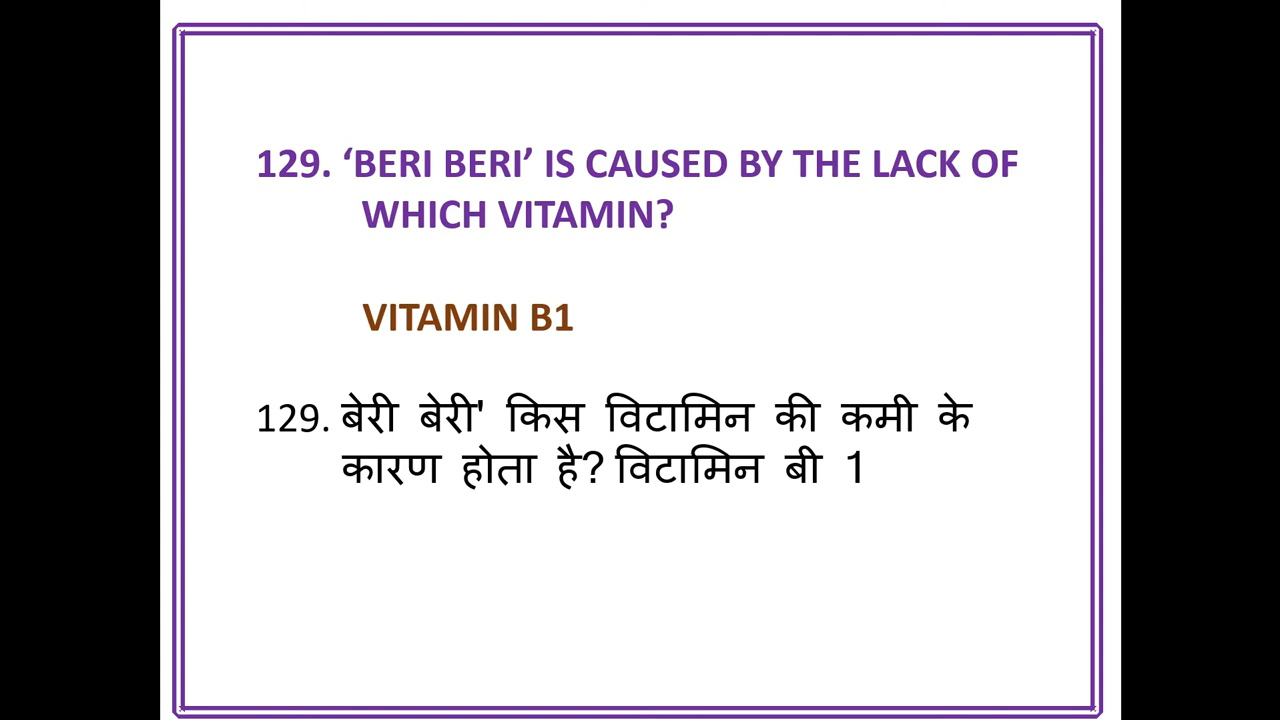 129. ‘BERI BERI’ IS CAUSED BY THE LACK OF
WHICH VITAMIN?
VITAMIN B1
129. बेरी बेरी' किस विटामिन की कमी के
कारण होता है? विटामिन बी 1